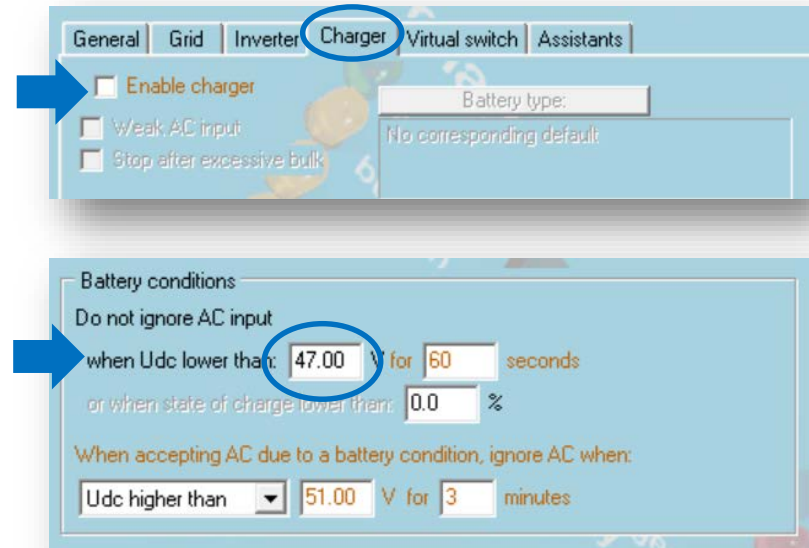 General Grid Inverter Charger Virtual switch Assistants
Enable charger
Battery type:
Weak AC input
No corresponding default
Stop after excessive bulk
Battery conditions
Do not ignore AC input
when Udc lower than: 47.00 V for 60 seconds
or when state of charge lower than: 0.0 %
When accepting AC due to a battery condition, ignore AC when:
Udc higher than 51.00 V for 3 minutes